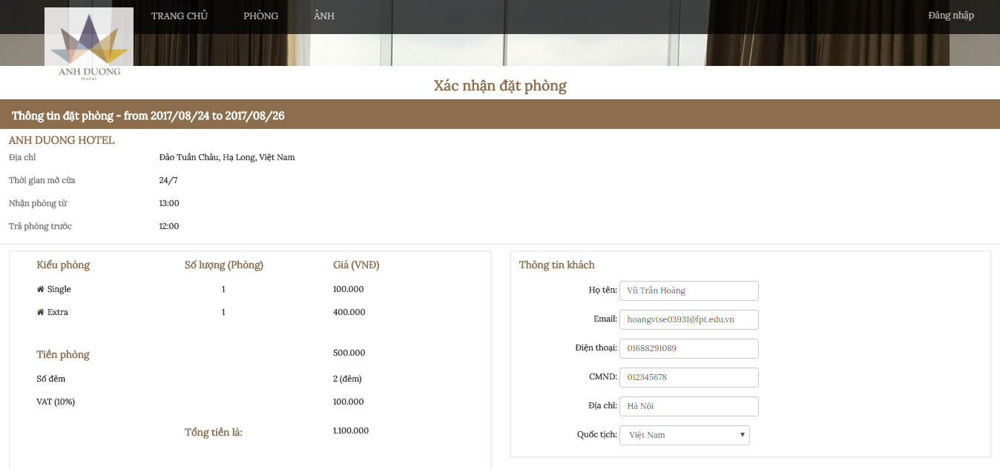 TRANG CHỦ PHÒNG ẢNH Đăng nhập
ANH DUONG
Hotel
Xác nhận đặt phòng
Thông tin đặt phòng - from 2017/08/24 to 2017/08/26
ANH DUONG HOTEL
Địa chỉ Đảo Tuần Châu, Hạ Long, Việt Nam
Thời gian mở cửa 24/7
Nhận phòng từ 13:00
Trả phòng trước 12:00
Kiểu phòng Số lượng (Phòng) Giá (VNĐ)
Single 1 100.000
Extra 1 400.000
Tiền phòng 500.000
Số đêm 2 (đêm)
VAT (10%) 100.000
Tổng tiền là: 1.100.000
Thông tin khách
Họ tên: Vũ Trần Hoàng
Email: hoangvtse03931@fpt.edu.vn
Điện thoại: 01688291089
CMND: 012345678
Địa chỉ: Hà Nội
Quốc tịch: Việt Nam